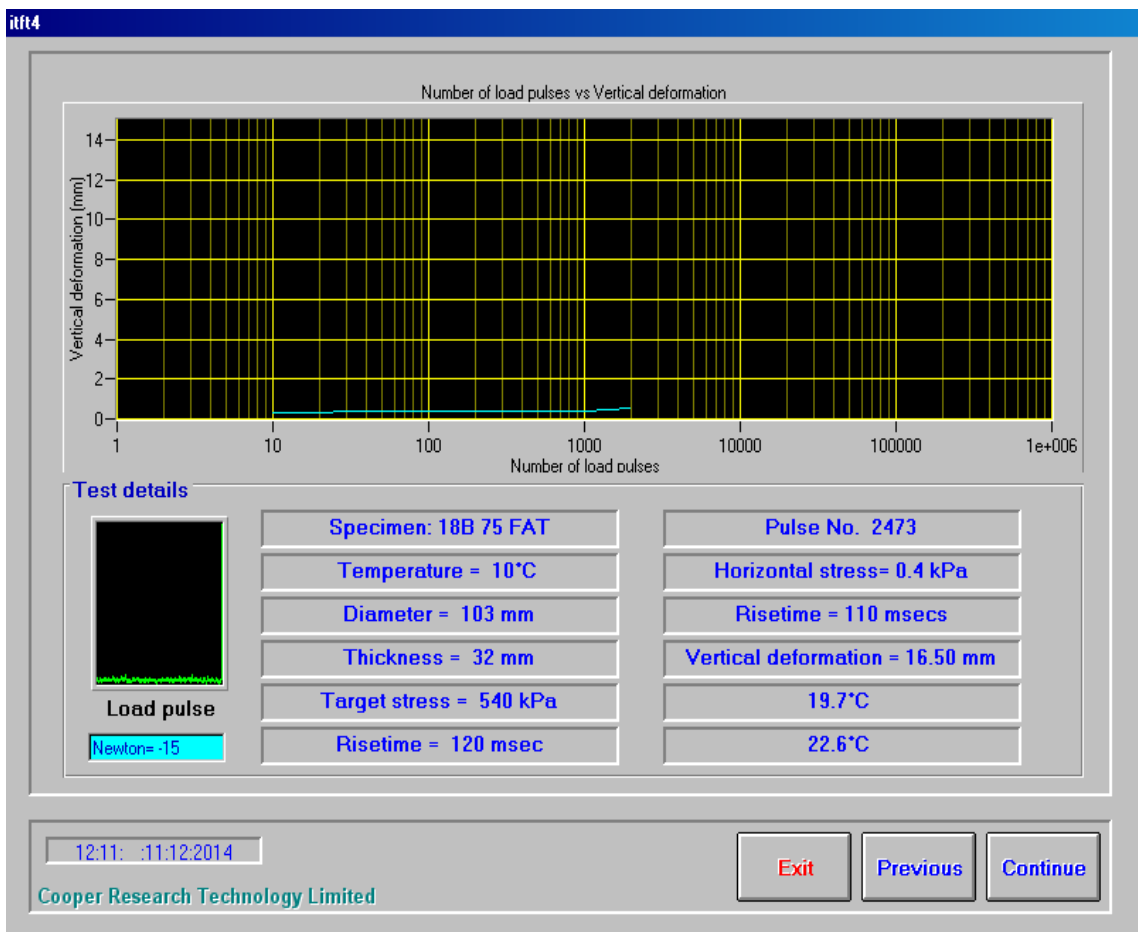 itft4
Number of load pulses vs Vertical deformation
Vertical deformation (mm)
14
12
10
8
6
4
2
0
1 10 100 1000 10000 100000 1e+006
Number of load pulses
Test details
Specimen: 18B 75 FAT
Temperature = 10°C
Diameter = 103 mm
Thickness = 32 mm
Target stress = 540 kPa
Risetime = 120 msec
Pulse No. 2473
Horizontal stress= 0.4 kPa
Risetime = 110 msecs
Vertical deformation = 16.50 mm
19.7°C
22.6°C
Load pulse
Newton= -15
12:11: :11:12:2014
Cooper Research Technology Limited
Exit
Previous
Continue